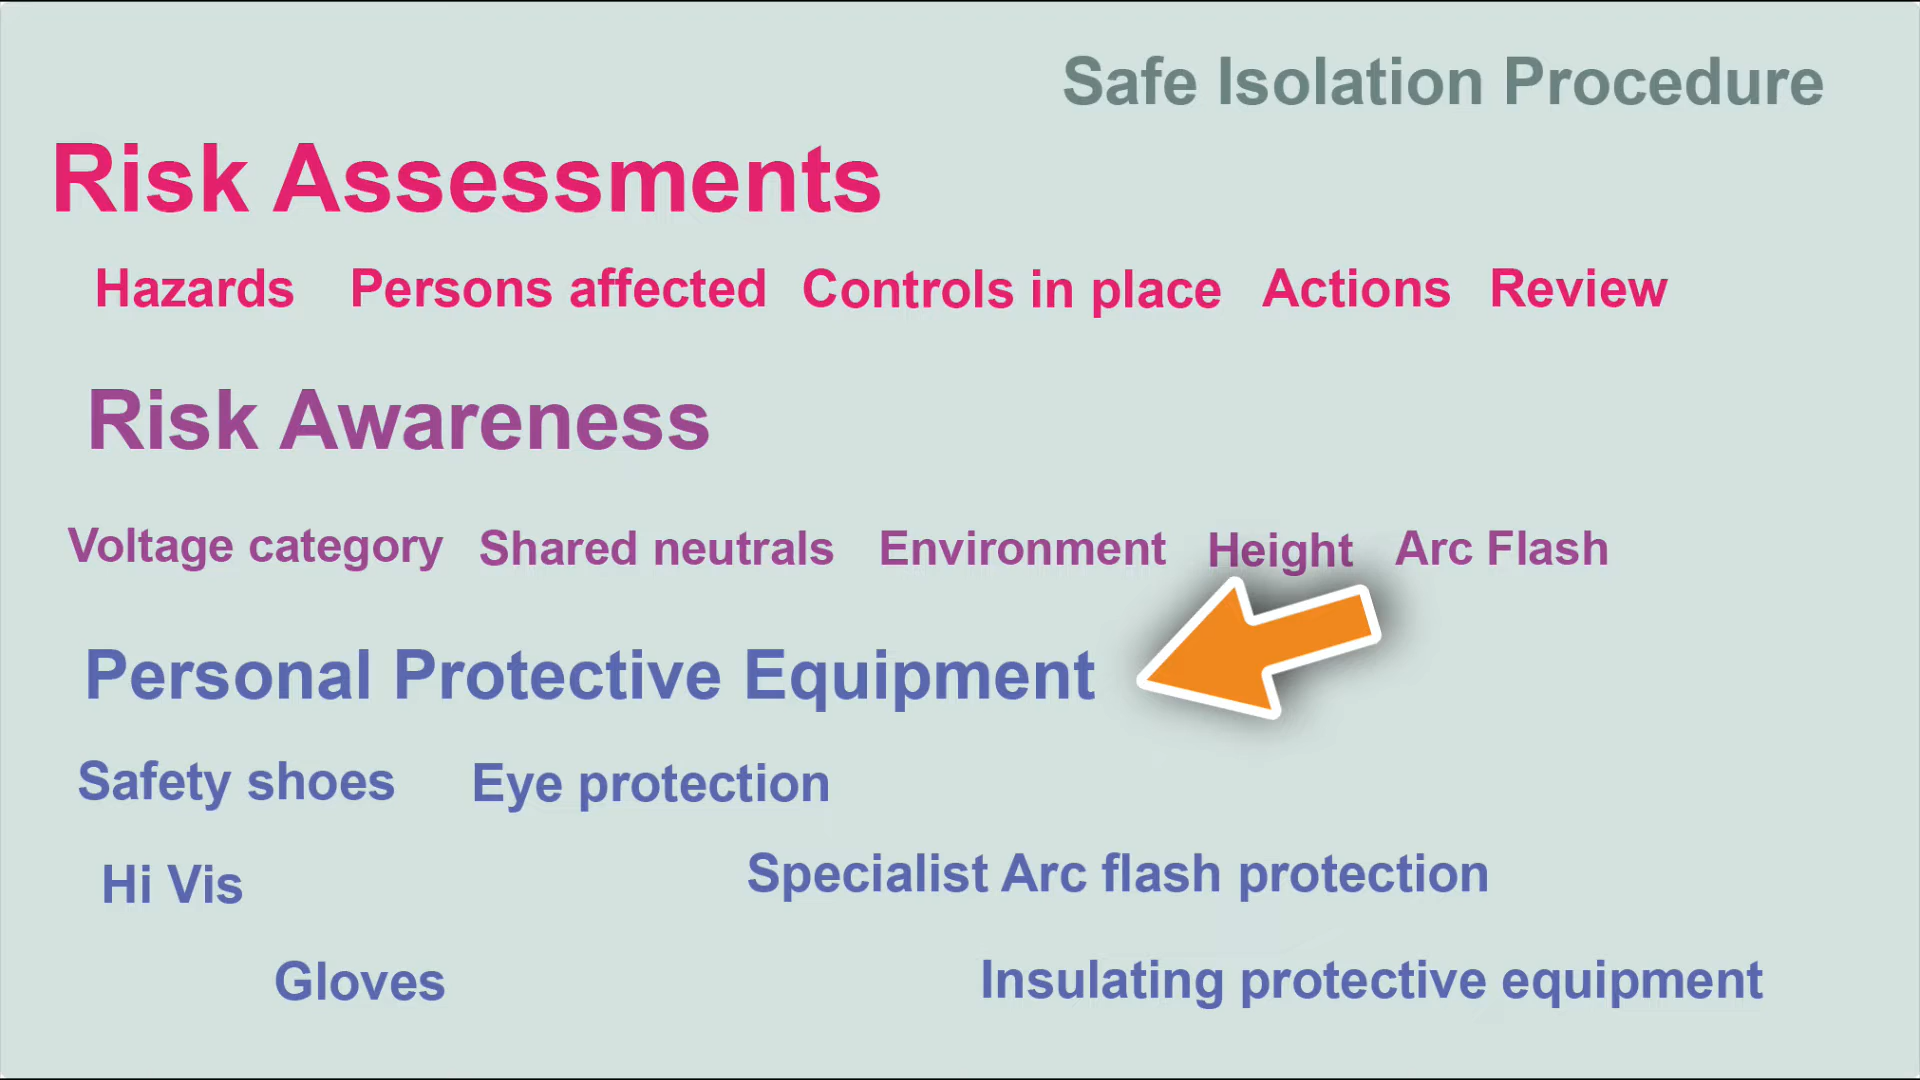 Safe Isolation Procedure
Risk Assessments
Hazards Persons affected Controls in place Actions Review
Risk Awareness
Voltage category Shared neutrals Environment Height Arc Flash
Personal Protective Equipment
Safety shoes Eye protection
Hi Vis
Specialist Arc flash protection
Gloves
Insulating protective equipment